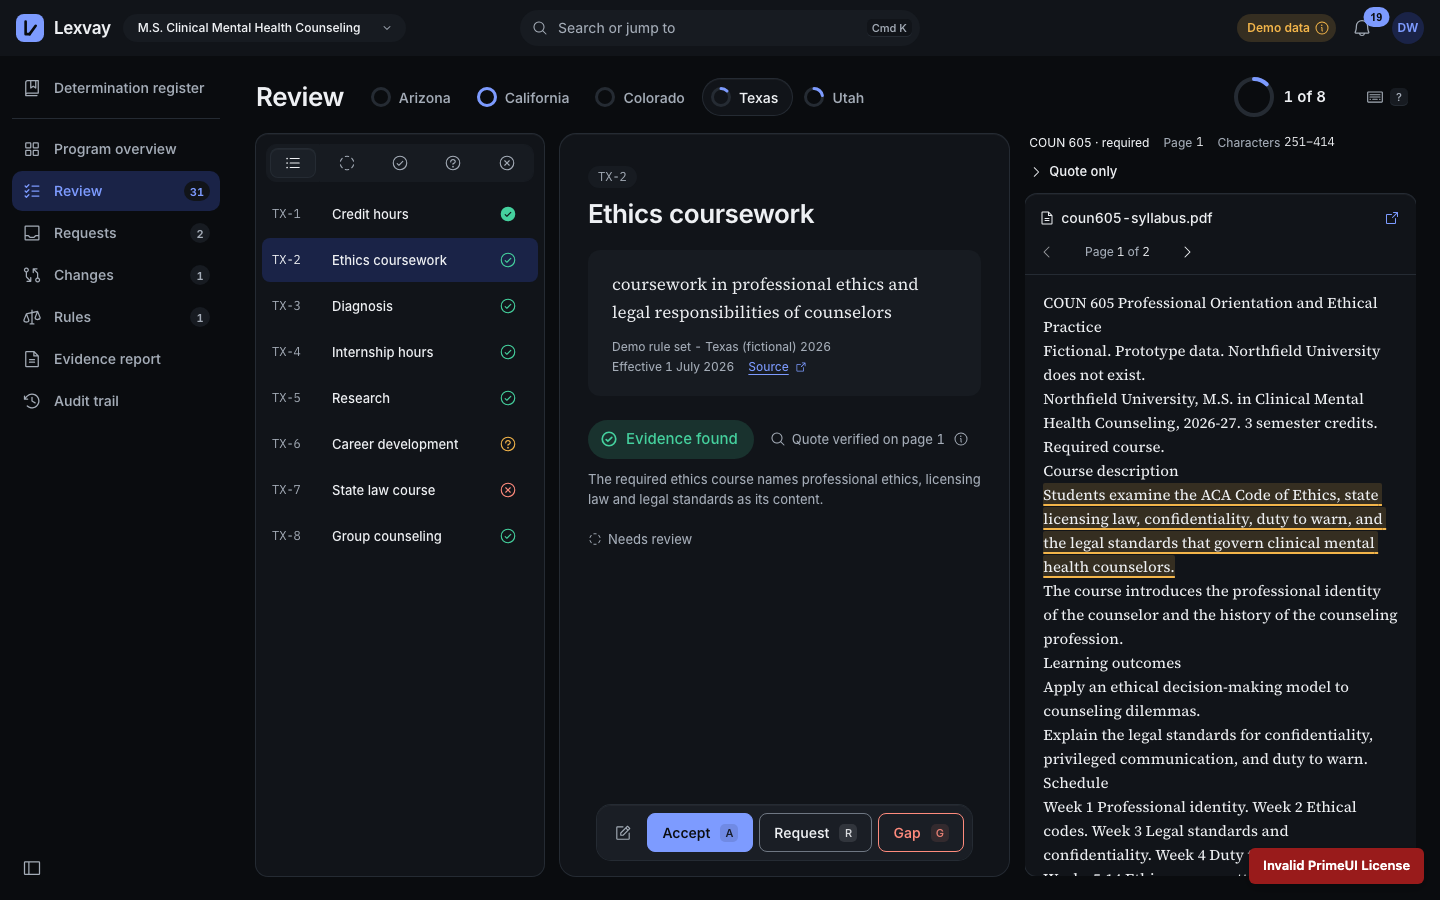 Lexvay
M.S. Clinical Mental Health Counseling
Search or jump to
Cmd K
Demo data
19
DW
Determination register
Program overview
Review 31
Requests 2
Changes 1
Rules 1
Evidence report
Audit trail
Review
Arizona
California
Colorado
Texas
Utah
1 of 8
?
TX-1 Credit hours
TX-2 Ethics coursework
TX-3 Diagnosis
TX-4 Internship hours
TX-5 Research
TX-6 Career development
TX-7 State law course
TX-8 Group counseling
TX-2
Ethics coursework
coursework in professional ethics and
legal responsibilities of counselors
Demo rule set - Texas (fictional) 2026
Effective 1 July 2026 Source
Evidence found
Quote verified on page 1
The required ethics course names professional ethics, licensing
law and legal standards as its content.
Needs review
Accept A
Request R
Gap G
COUN 605 · required Page 1 Characters 251–414
Quote only
coun605-syllabus.pdf
Page 1 of 2
COUN 605 Professional Orientation and Ethical
Practice
Fictional. Prototype data. Northfield University
does not exist.
Northfield University, M.S. in Clinical Mental
Health Counseling, 2026-27. 3 semester credits.
Required course.
Course description
Students examine the ACA Code of Ethics, state
licensing law, confidentiality, duty to warn, and
the legal standards that govern clinical mental
health counselors.
The course introduces the professional identity
of the counselor and the history of the counseling
profession.
Learning outcomes
Apply an ethical decision-making model to
counseling dilemmas.
Explain the legal standards for confidentiality,
privileged communication, and duty to warn.
Schedule
Week 1 Professional identity. Week 2 Ethical
codes. Week 3 Legal standards and
confidentiality. Week 4 Duty
Invalid PrimeUI License